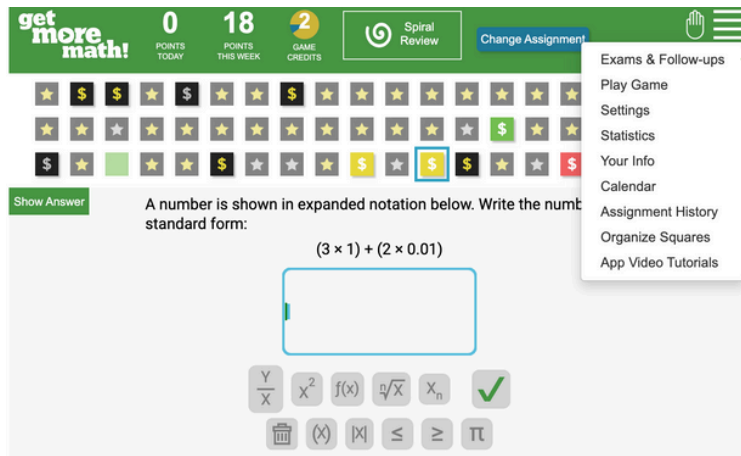 get
more
math!
0
POINTS
TODAY
18
POINTS
THIS WEEK
2
GAME
CREDITS
Spiral
Review
Change Assignment
Exams & Follow-ups
Play Game
Settings
Statistics
Your Info
Calendar
Assignment History
Organize Squares
App Video Tutorials
$ $ $ $
$
$ $ $ $ $ $
Show Answer
A number is shown in expanded notation below. Write the numb
standard form:
(3 × 1) + (2 × 0.01)
Y
X
x²
f(x)
n√X
Xn
(X)
|X|
≤
≥
π